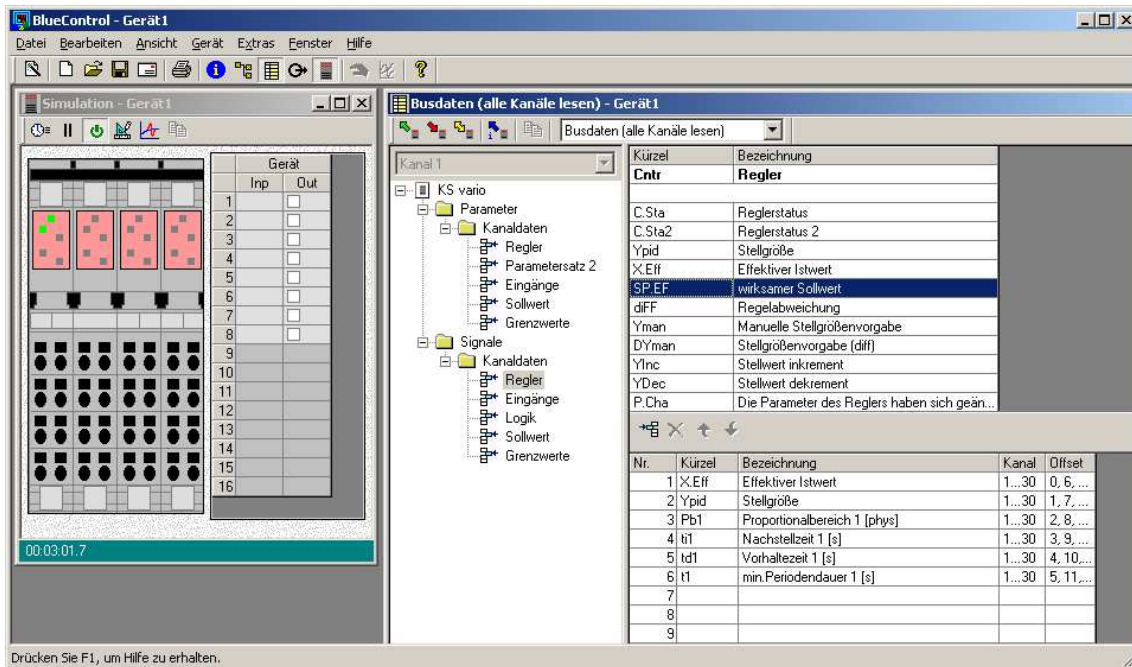 BlueControl - Gerät1
Datei Bearbeiten Ansicht Gerät Extras Fenster Hilfe
Simulation - Gerät1
Gerät
Inp Out
1
2
3
4
5
6
7
8
9
10
11
12
13
14
15
16
00:03:01.7
Busdaten (alle Kanäle lesen) - Gerät1
Busdaten (alle Kanäle lesen)
Kanal 1
KS vario
Parameter
Kanaldaten
Regler
Parametersatz 2
Eingänge
Sollwert
Grenzwerte
Signale
Kanaldaten
Regler
Eingänge
Logik
Sollwert
Grenzwerte
Kürzel Bezeichnung
Cntr Regler
C.Sta Reglerstatus
C.Sta2 Reglerstatus 2
Ypid Stellgröße
X.Eff Effektiver Istwert
SP.EF wirksamer Sollwert
diFF Regelabweichung
Yman Manuelle Stellgrößenvorgabe
DYman Stellgrößenvorgabe (diff)
YInc Stellwert inkrement
YDec Stellwert dekrement
P.Cha Die Parameter des Reglers haben sich geän...
Nr. Kürzel Bezeichnung Kanal Offset
1 X.Eff Effektiver Istwert 1...30 0, 6, ...
2 Ypid Stellgröße 1...30 1, 7, ...
3 Pb1 Proportionalbereich 1 [phys] 1...30 2, 8, ...
4 ti1 Nachstellzeit 1 [s] 1...30 3, 9, ...
5 td1 Vorhaltezeit 1 [s] 1...30 4, 10,...
6 t1 min.Periodendauer 1 [s] 1...30 5, 11,...
7
8
9
Drücken Sie F1, um Hilfe zu erhalten.